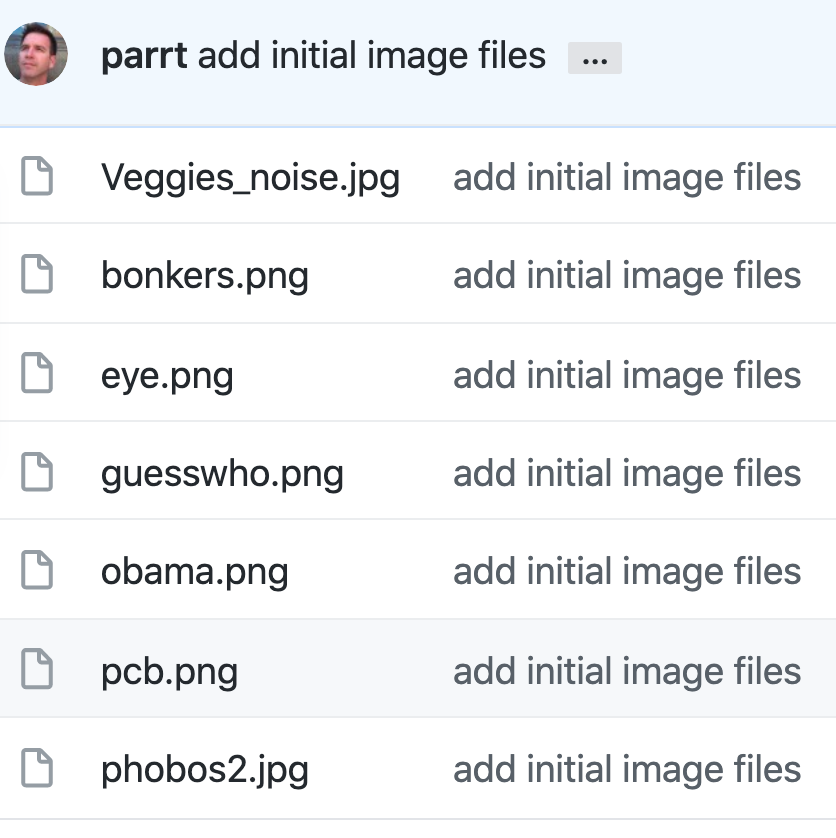 parrt add initial image files ...
Veggies_noise.jpg add initial image files
bonkers.png add initial image files
eye.png add initial image files
guesswho.png add initial image files
obama.png add initial image files
pcb.png add initial image files
phobos2.jpg add initial image files